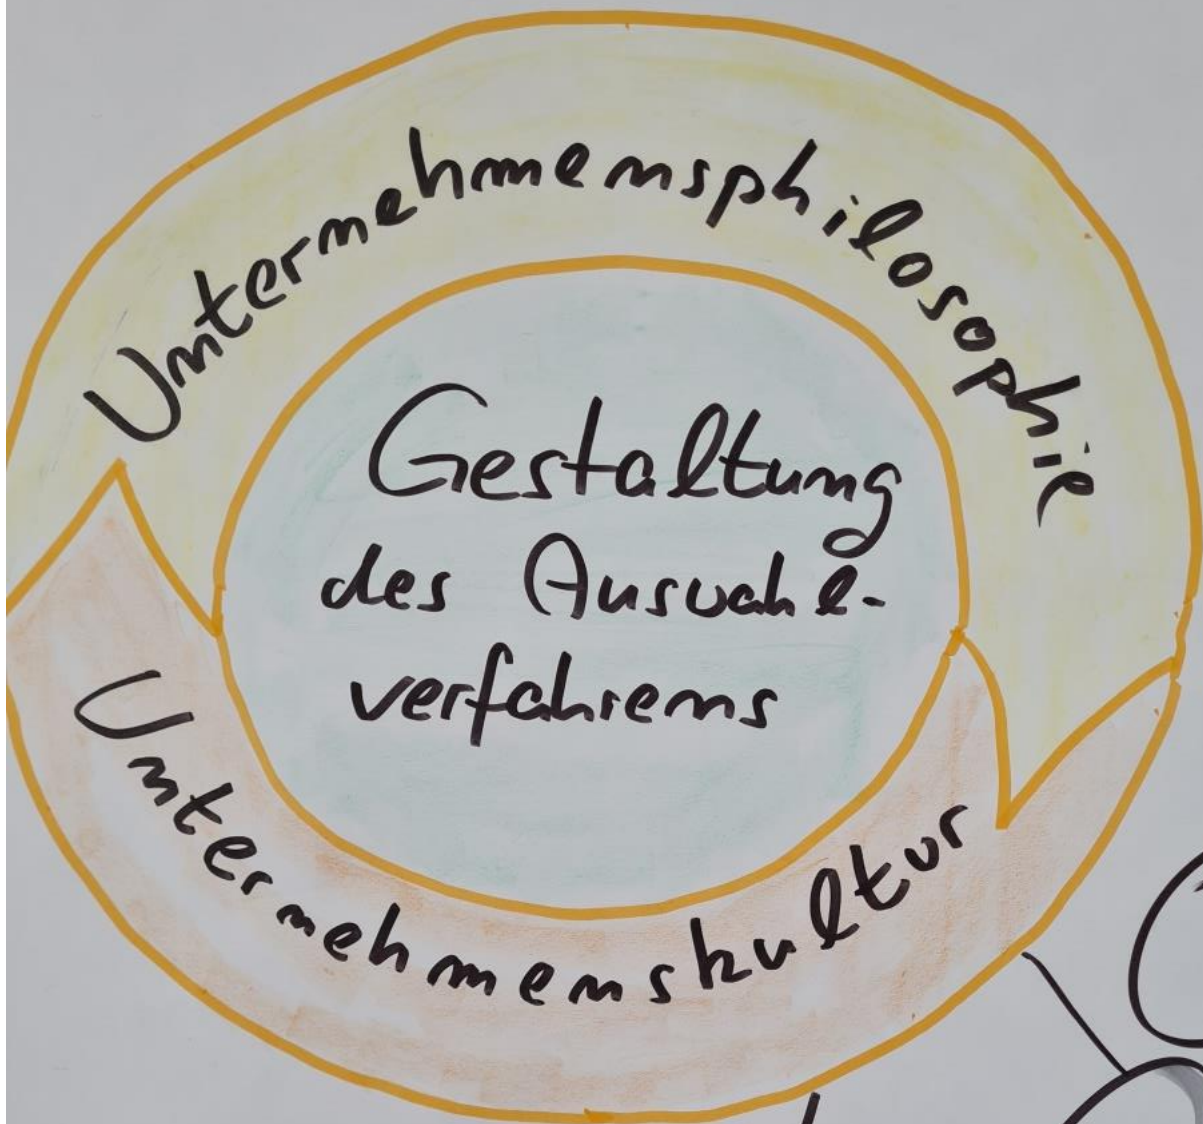 Unternehmensphilosophie
Gestaltung
des Auswahl-
verfahrens
Unternehmenskultur